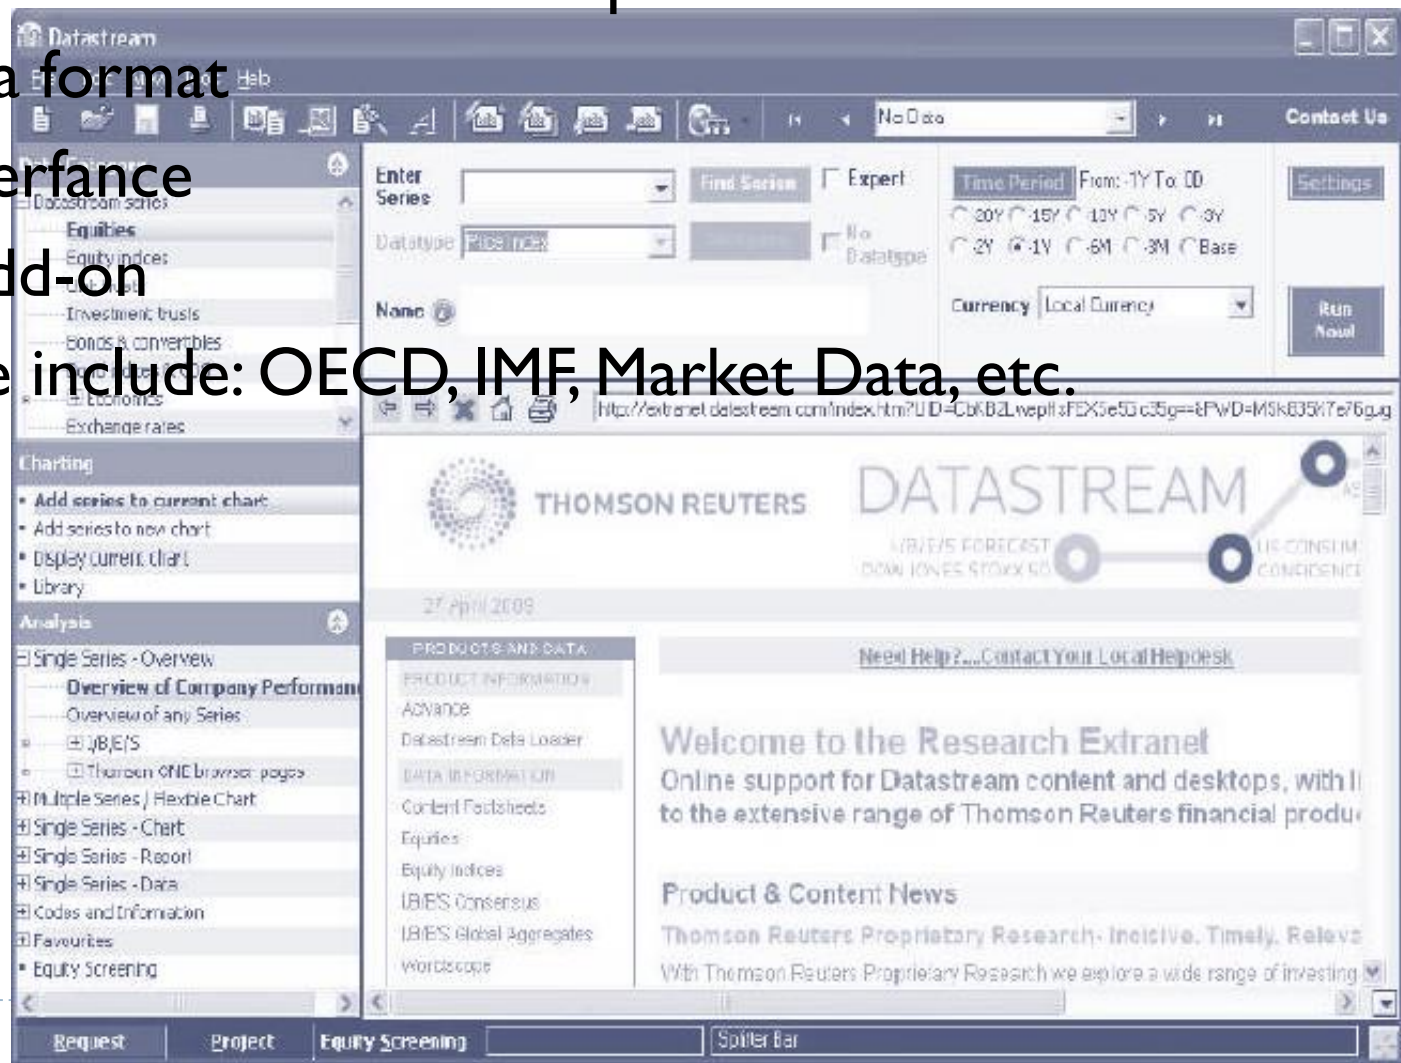 Datastream
a format
Help
No Data
Contact Us
erfance
Datastream series
Equities
Equity indices
dd-on
Investment trusts
Bonds & convertibles
e include: OECD, IMF, Market Data, etc.
Economics
Exchange rates
Enter Series
Find Series
Expert
Datatype
Price Index
No Datatype
Name
Time Period
From: -1Y To: 0D
-20Y -15Y -10Y -5Y -3Y
-2Y -1Y -6M -3M Base
Currency
Local Currency
Settings
Run Now!
Charting
Add series to current chart
Add series to new chart
Display current chart
Library
Analysis
Single Series - Overview
Overview of Company Performan
Overview of any Series
I/B/E/S
Thomson ONE browser pages
Multiple Series / Flexible Chart
Single Series - Chart
Single Series - Report
Single Series - Data
Codes and Information
Favourites
Equity Screening
THOMSON REUTERS
DATASTREAM
I/B/E/S FORECAST
DOW JONES STOXX 50
US CONSUM
CONFIDENCE
27 April 2009
PRODUCTS AND DATA
PRODUCT INFORMATION
Advance
Datastream Data Loader
DATA INFORMATION
Content Factsheets
Equities
Equity Indices
I/B/E/S Consensus
I/B/E/S Global Aggregates
Worldscope
Need Help?....Contact Your Local Helpdesk
Welcome to the Research Extranet
Online support for Datastream content and desktops, with li
to the extensive range of Thomson Reuters financial produ
Product & Content News
Thomson Reuters Proprietary Research- Incisive, Timely, Releva
With Thomson Reuters Proprietary Research we explore a wide range of investing
Request
Project
Equity Screening
Splitter Bar